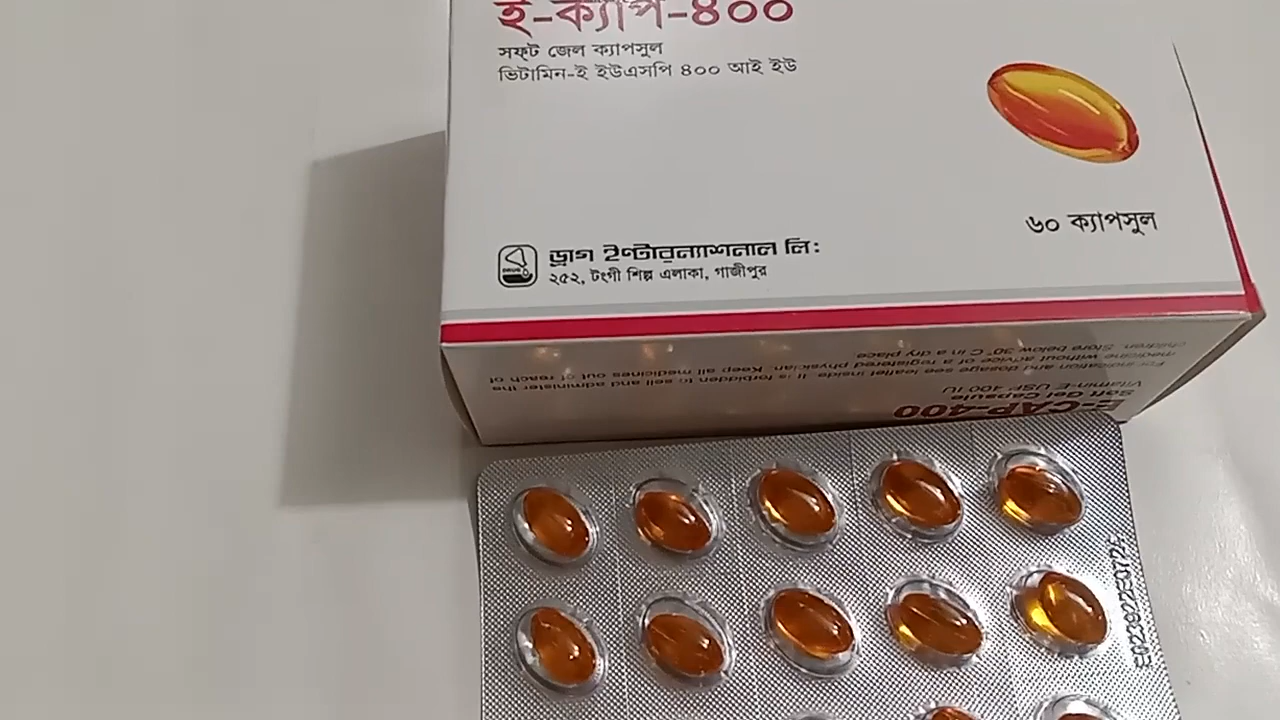 ই-ক্যাপ-৪০০
সফ্ট জেল ক্যাপসুল
ভিটামিন-ই ইউএসপি ৪০০ আই ইউ
৬০ ক্যাপসুল
DRUG
ড্রাগ ইন্টারন্যাশনাল লি:
২৫২, টংগী শিল্প এলাকা, গাজীপুর
E-CAP-400
Soft Gel Capsule
Vitamin-E USP 400 IU
For indication and dosage see leaflet inside. It is forbidden to sell and administer the
medicine without advice of a registered physician. Keep all medicines out of reach of
children. Store below 30° C in a dry place.